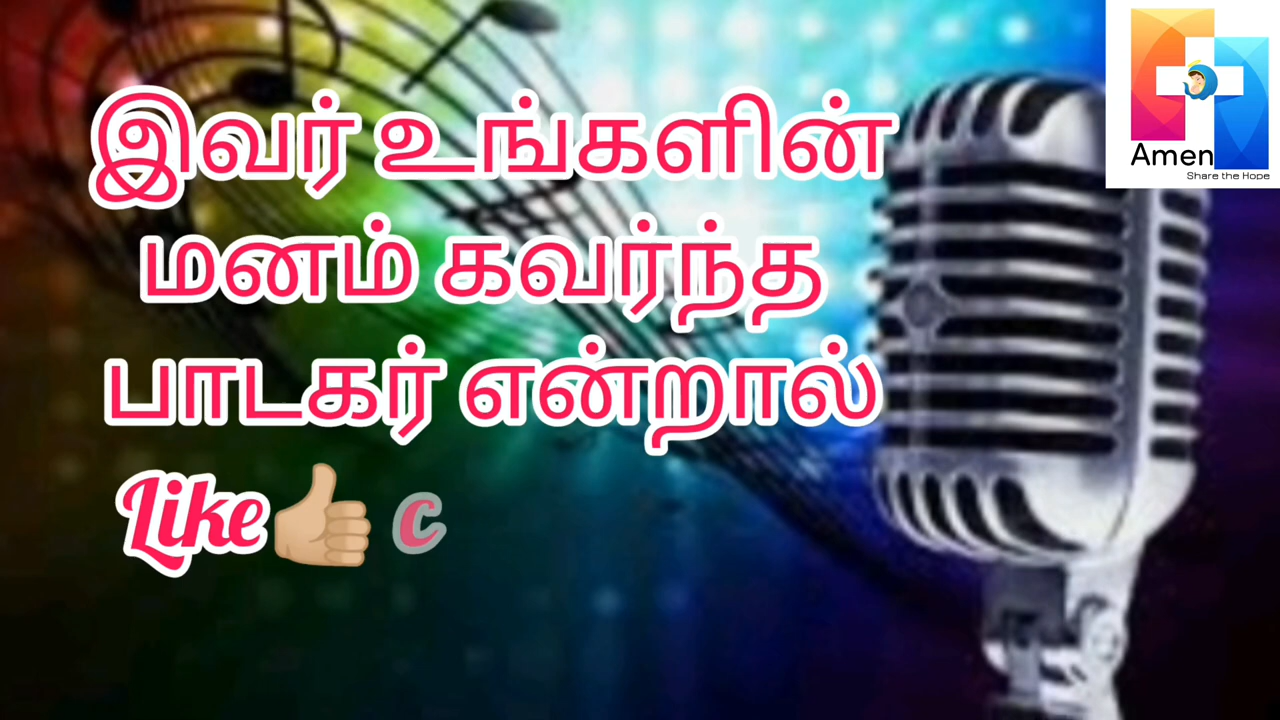 இவர் உங்களின்
மனம் கவர்ந்த
பாடகர் என்றால்
Like👍🏼 c
Amen
Share the Hope